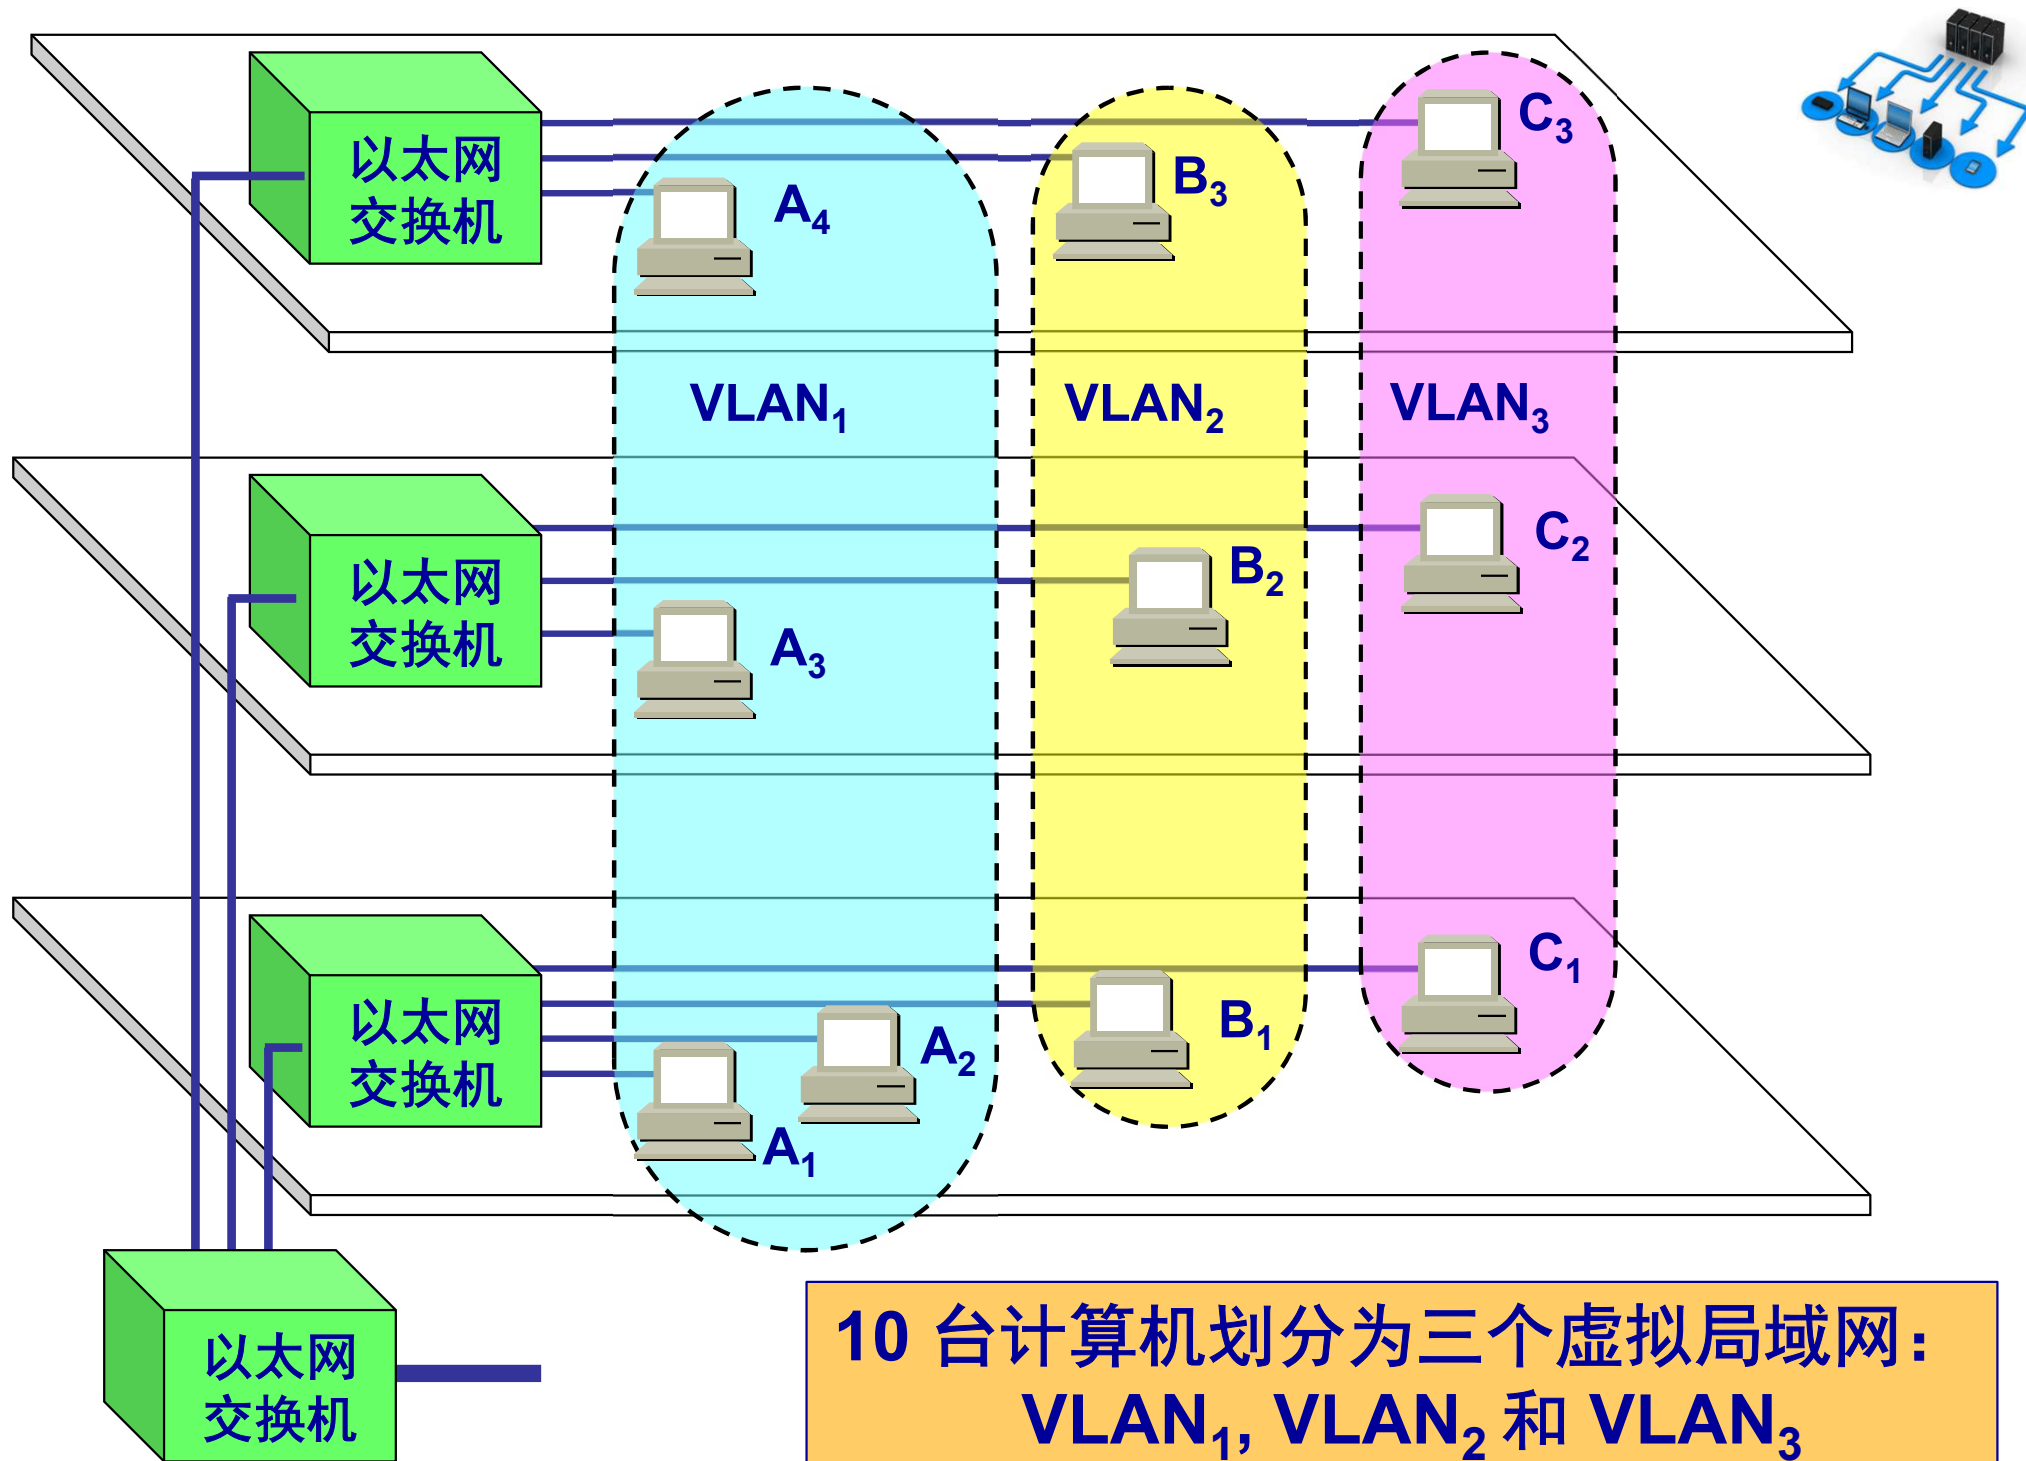 以太网
交换机
A4
B3
C3
VLAN1
VLAN2
VLAN3
以太网
交换机
A3
B2
C2
以太网
交换机
A2
A1
B1
C1
以太网
交换机
10 台计算机划分为三个虚拟局域网：
VLAN1, VLAN2 和 VLAN3